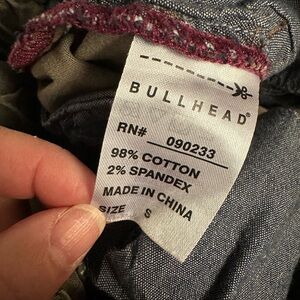 BULLHEAD®
RN# 090233
98% COTTON
2% SPANDEX
MADE IN CHINA
SIZE S